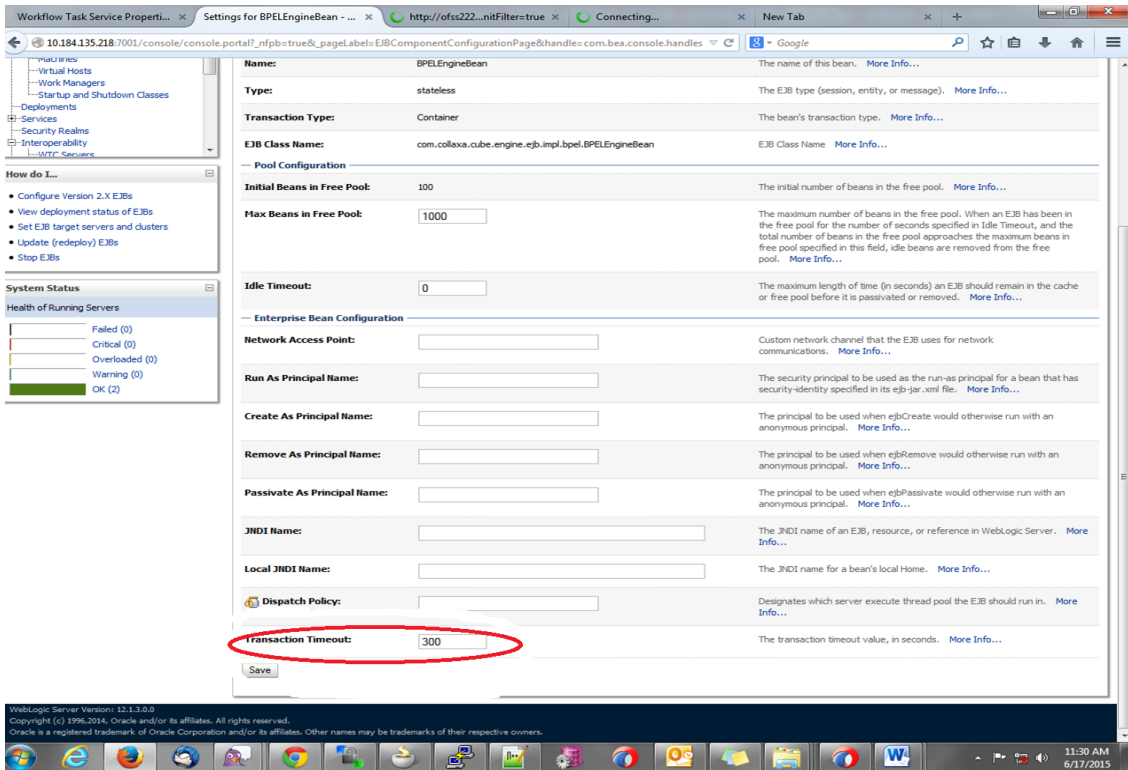 Workflow Task Service Properti... ×
Settings for BPELEngineBean - ... ×
http://ofss222...nitFilter=true ×
Connecting... ×
New Tab ×
+
10.184.135.218:7001/console/console.portal?_nfpb=true&_pageLabel=EJBComponentConfigurationPage&handle=com.bea.console.handles
Google
Machines
Virtual Hosts
Work Managers
Startup and Shutdown Classes
Deployments
Services
Security Realms
Interoperability
WTC Servers
How do I...
Configure Version 2.X EJBs
View deployment status of EJBs
Set EJB target servers and clusters
Update (redeploy) EJBs
Stop EJBs
System Status
Health of Running Servers
Failed (0)
Critical (0)
Overloaded (0)
Warning (0)
OK (2)
Name: BPELEngineBean The name of this bean. More Info...
Type: stateless The EJB type (session, entity, or message). More Info...
Transaction Type: Container The bean's transaction type. More Info...
EJB Class Name: com.collaxa.cube.engine.ejb.impl.bpel.BPELEngineBean EJB Class Name More Info...
Pool Configuration
Initial Beans in Free Pool: 100 The initial number of beans in the free pool. More Info...
Max Beans in Free Pool: 1000 The maximum number of beans in the free pool. When an EJB has been in
the free pool for the number of seconds specified in Idle Timeout, and the
total number of beans in the free pool approaches the maximum beans in
free pool specified in this field, idle beans are removed from the free
pool. More Info...
Idle Timeout: 0 The maximum length of time (in seconds) an EJB should remain in the cache
or free pool before it is passivated or removed. More Info...
Enterprise Bean Configuration
Network Access Point: Custom network channel that the EJB uses for network
communications. More Info...
Run As Principal Name: The security principal to be used as the run-as principal for a bean that has
security-identity specified in its ejb-jar.xml file. More Info...
Create As Principal Name: The principal to be used when ejbCreate would otherwise run with an
anonymous principal. More Info...
Remove As Principal Name: The principal to be used when ejbRemove would otherwise run with an
anonymous principal. More Info...
Passivate As Principal Name: The principal to be used when ejbPassivate would otherwise run with an
anonymous principal. More Info...
JNDI Name: The JNDI name of an EJB, resource, or reference in WebLogic Server. More
Info...
Local JNDI Name: The JNDI name for a bean's local Home. More Info...
Dispatch Policy: Designates which server execute thread pool the EJB should run in. More
Info...
Transaction Timeout: 300 The transaction timeout value, in seconds. More Info...
Save
WebLogic Server Version: 12.1.3.0.0
Copyright (c) 1996,2014, Oracle and/or its affiliates. All rights reserved.
Oracle is a registered trademark of Oracle Corporation and/or its affiliates. Other names may be trademarks of their respective owners.
11:30 AM
6/17/2015